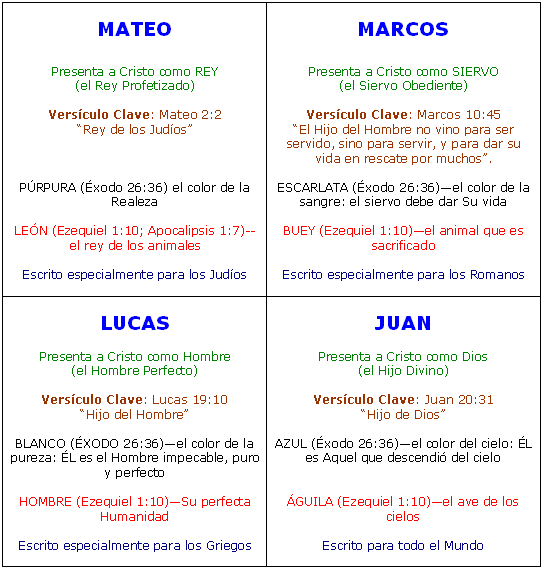 MATEO
Presenta a Cristo como REY
(el Rey Profetizado)
Versículo Clave: Mateo 2:2
“Rey de los Judíos”
PÚRPURA (Éxodo 26:36) el color de la
Realeza
LEÓN (Ezequiel 1:10; Apocalipsis 1:7)--
el rey de los animales
Escrito especialmente para los Judíos
MARCOS
Presenta a Cristo como SIERVO
(el Siervo Obediente)
Versículo Clave: Marcos 10:45
“El Hijo del Hombre no vino para ser
servido, sino para servir, y para dar su
vida en rescate por muchos”.
ESCARLATA (Éxodo 26:36)—el color de la
sangre: el siervo debe dar Su vida
BUEY (Ezequiel 1:10)—el animal que es
sacrificado
Escrito especialmente para los Romanos
LUCAS
Presenta a Cristo como Hombre
(el Hombre Perfecto)
Versículo Clave: Lucas 19:10
“Hijo del Hombre”
BLANCO (ÉXODO 26:36)—el color de la
pureza: ÉL es el Hombre impecable, puro
y perfecto
HOMBRE (Ezequiel 1:10)—Su perfecta
Humanidad
Escrito especialmente para los Griegos
JUAN
Presenta a Cristo como Dios
(el Hijo Divino)
Versículo Clave: Juan 20:31
“Hijo de Dios”
AZUL (Éxodo 26:36)—el color del cielo: ÉL
es Aquel que descendió del cielo
ÁGUILA (Ezequiel 1:10)—el ave de los
cielos
Escrito para todo el Mundo